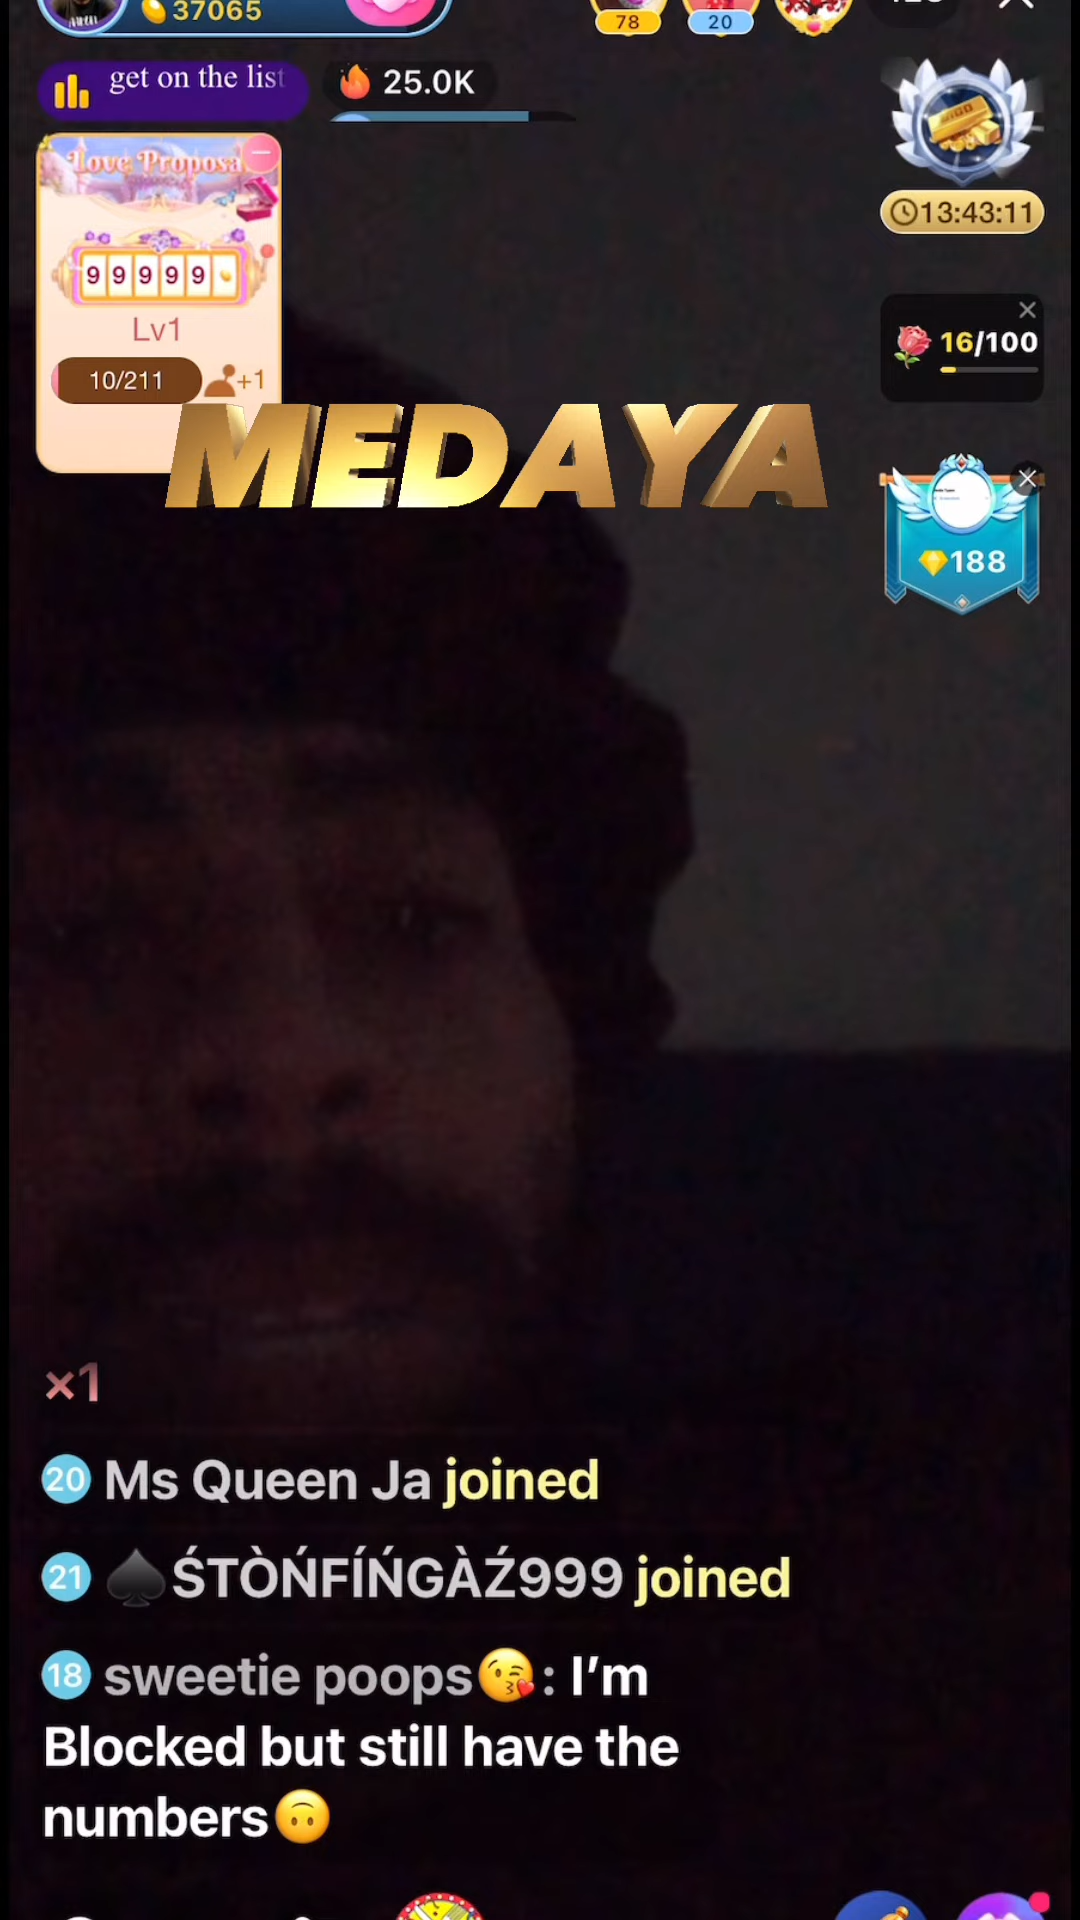 37065
78
20
get on the list
25.0K
13:43:11
Love Proposa
99999
Lv1
10/211
+1
16/100
MEDAYA
188
×1
20 Ms Queen Ja joined
21 ♠️ŚTÒŃFÍŃGÀŹ999 joined
18 sweetie poops😘: I’m
Blocked but still have the
numbers🙃